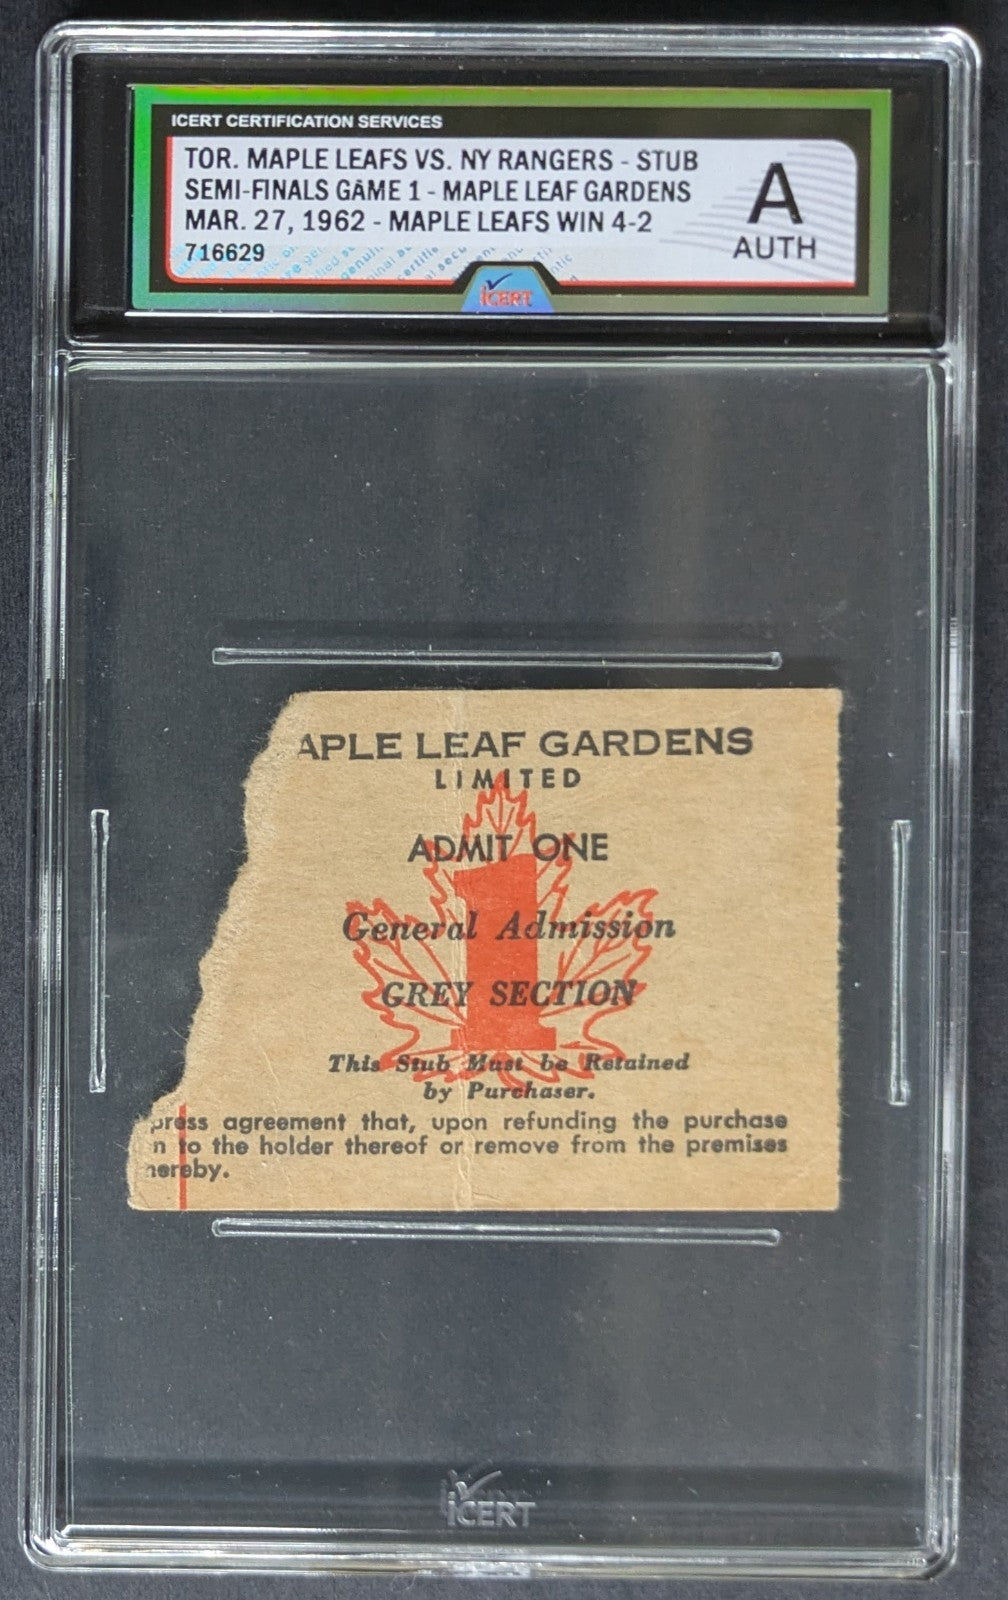 ICERT CERTIFICATION SERVICES
TOR. MAPLE LEAFS VS. NY RANGERS - STUB
SEMI-FINALS GAME 1 - MAPLE LEAF GARDENS
MAR. 27, 1962 - MAPLE LEAFS WIN 4-2
716629
A
AUTH
iCERT
APLE LEAF GARDENS
LIMITED
ADMIT ONE
1
General Admission
GREY SECTION
This Stub Must be Retained
by Purchaser.
press agreement that, upon refunding the purchase
n to the holder thereof or remove from the premises
hereby.
iCERT